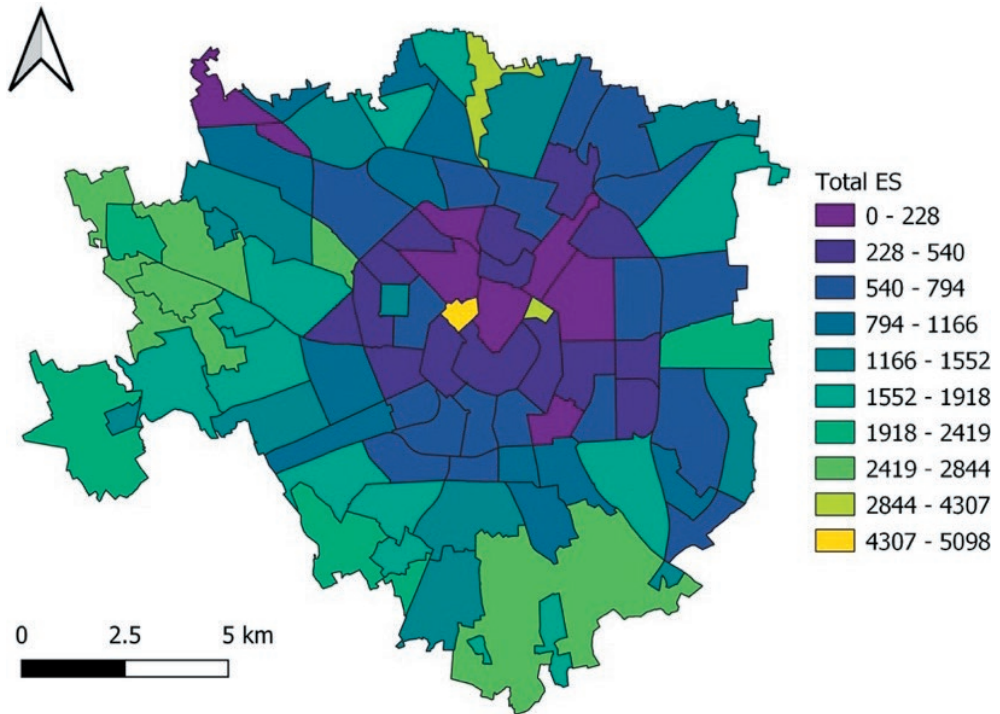 Total ES
0 - 228
228 - 540
540 - 794
794 - 1166
1166 - 1552
1552 - 1918
1918 - 2419
2419 - 2844
2844 - 4307
4307 - 5098
0 2.5 5 km